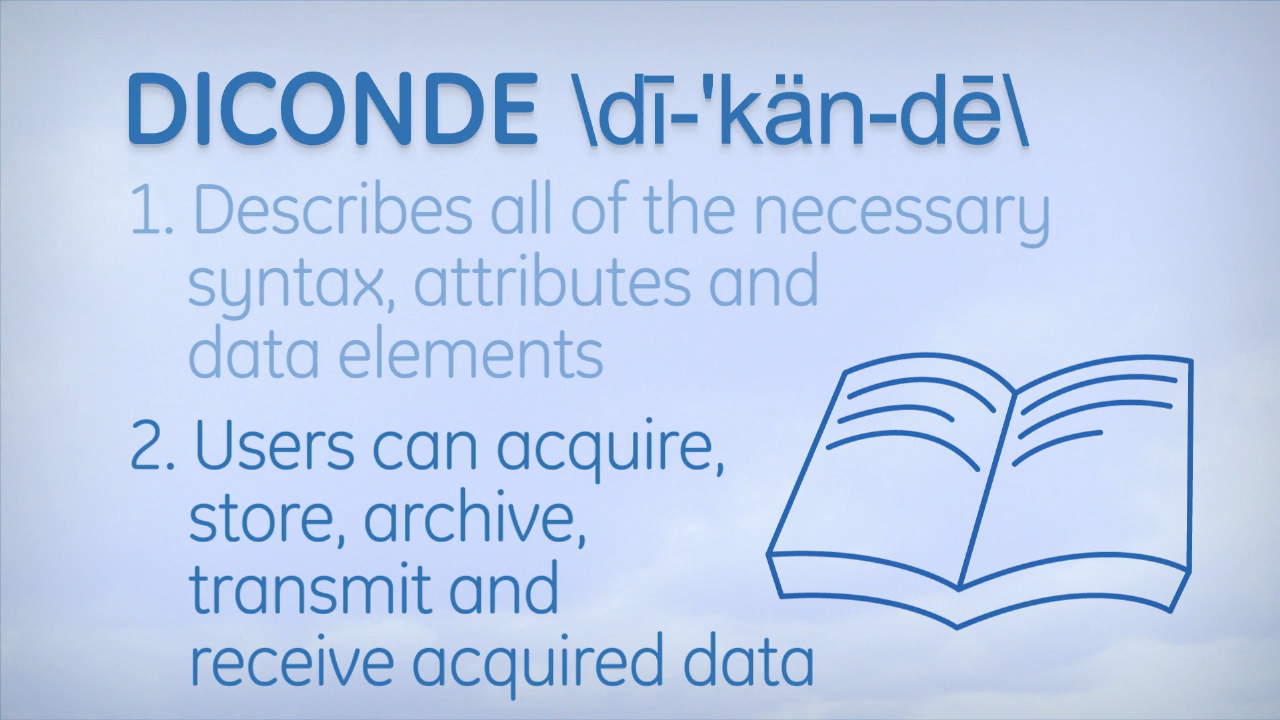 DICONDE \dī-'kän-dē\
1. Describes all of the necessary
syntax, attributes and
data elements
2. Users can acquire,
store, archive,
transmit and
receive acquired data